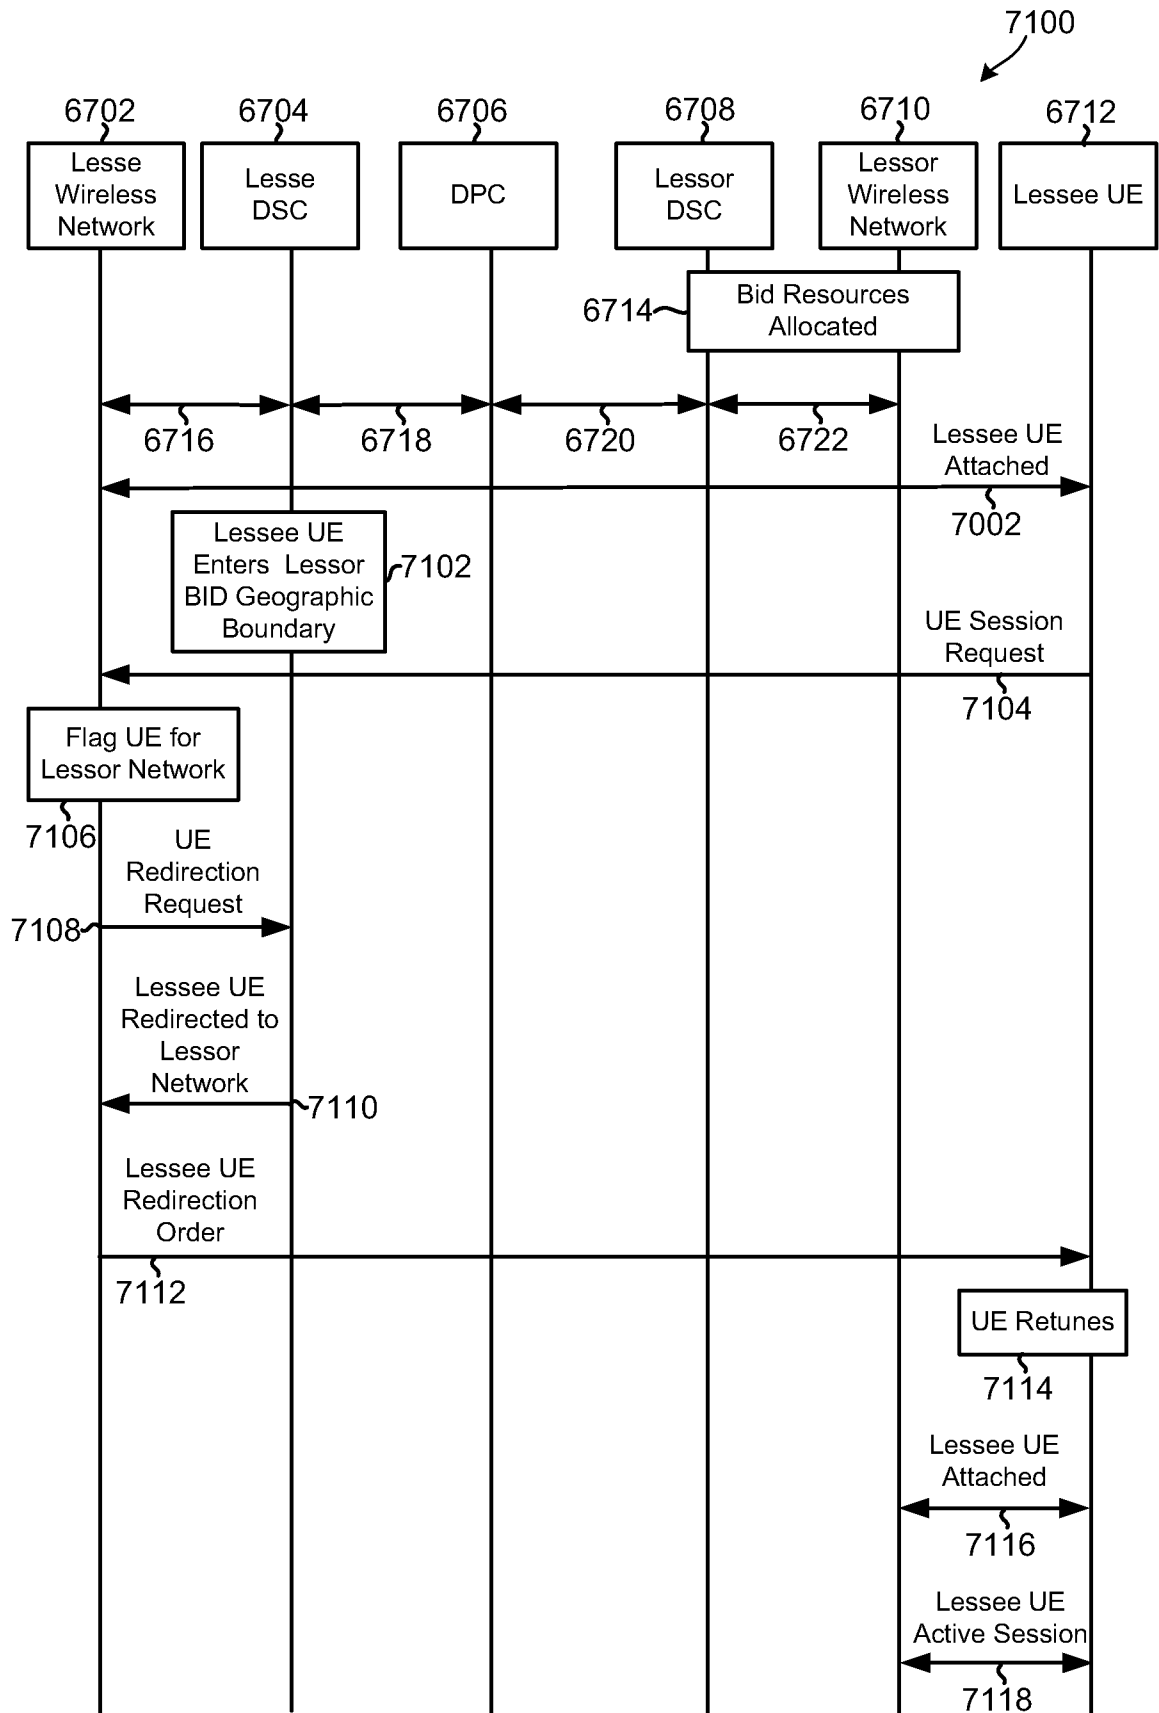 7100
6702
6704
6706
6708
6710
6712
Lesse
Wireless
Network
Lesse
DSC
DPC
Lessor
DSC
Lessor
Wireless
Network
Lessee UE
6714
Bid Resources
Allocated
6716
6718
6720
6722
Lessee UE
Attached
7002
Lessee UE
Enters Lessor
BID Geographic
Boundary
7102
UE Session
Request
7104
Flag UE for
Lessor Network
7106
UE
Redirection
Request
7108
Lessee UE
Redirected to
Lessor
Network
7110
Lessee UE
Redirection
Order
7112
UE Retunes
7114
Lessee UE
Attached
7116
Lessee UE
Active Session
7118